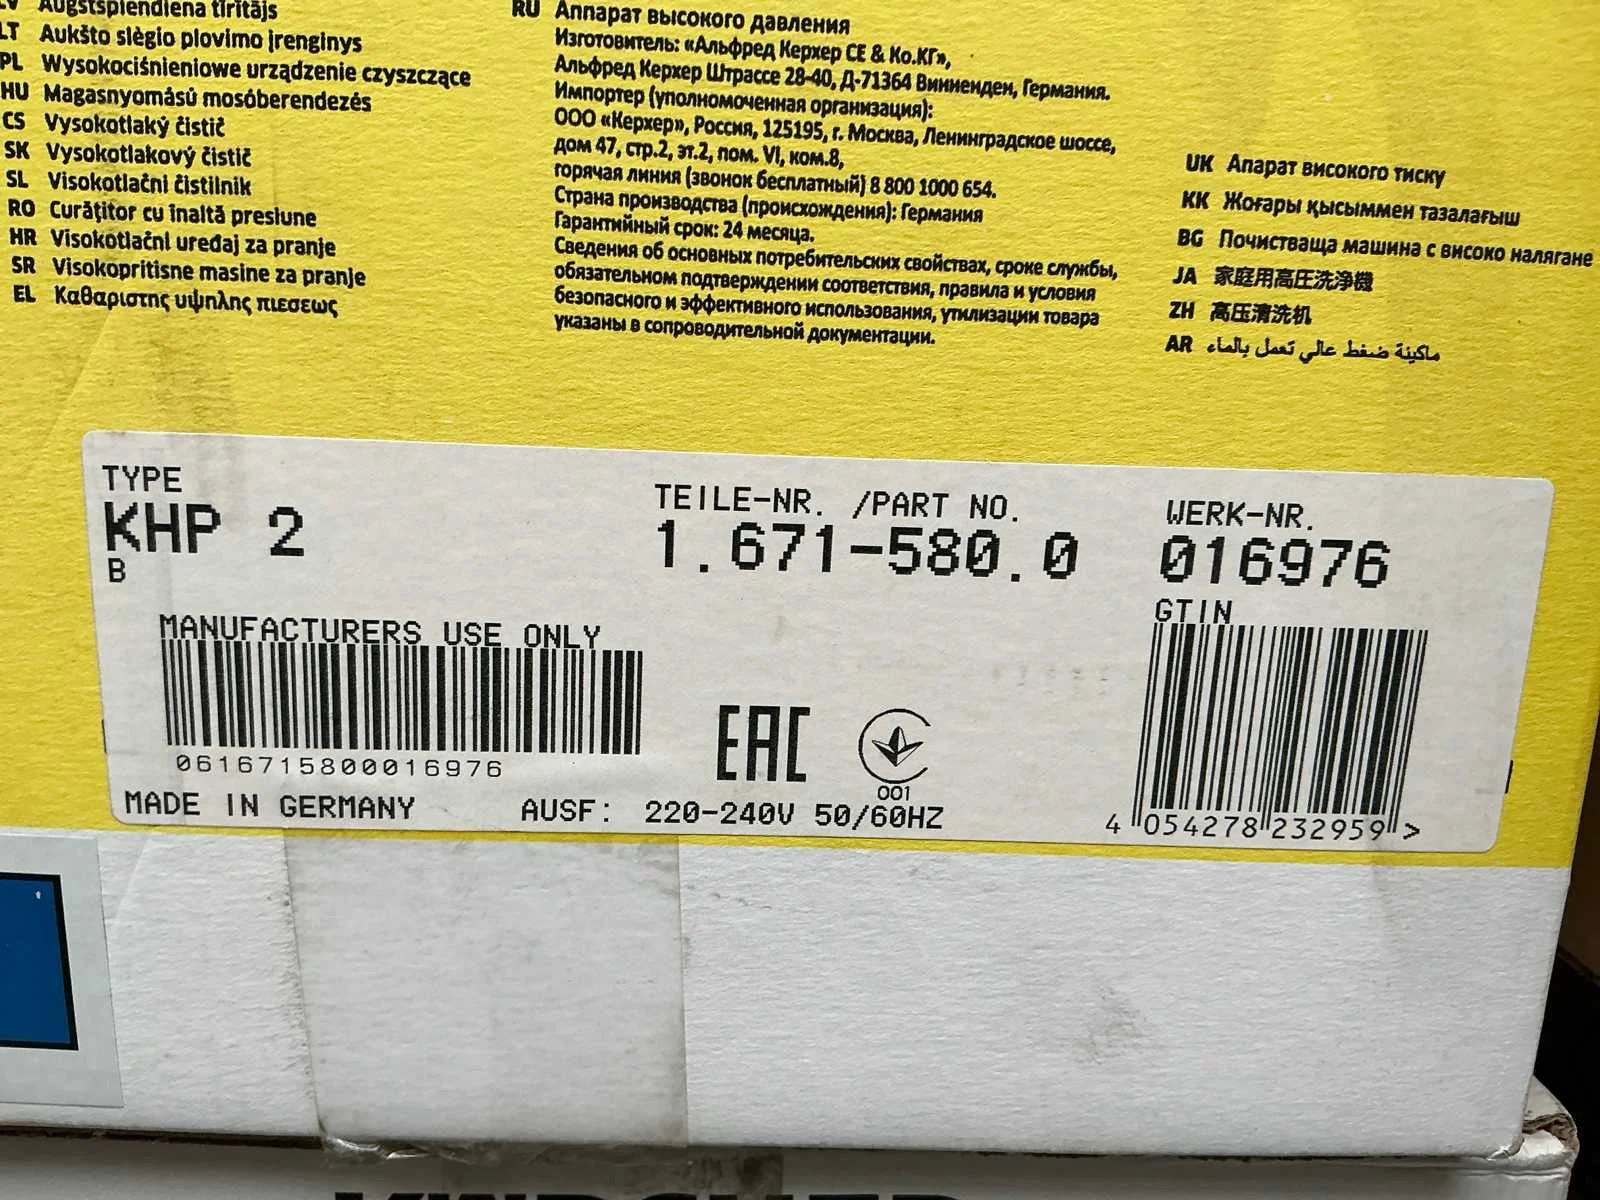 LV Augstspiediena tīrītājs
LT Aukšto slėgio plovimo įrenginys
PL Wysokociśnieniowe urządzenie czyszczące
HU Magasnyomású mosóberendezés
CS Vysokotlaký čistič
SK Vysokotlakový čistič
SL Visokotlačni čistilnik
RO Curăţitor cu înaltă presiune
HR Visokotlačni uređaj za pranje
SR Visokopritisne masine za pranje
EL Καθαριστης υψηλης πιεσεως
RU Аппарат высокого давления
Изготовитель: «Альфред Керхер СЕ & Ко.КГ»,
Альфред Керхер Штрассе 28-40, Д-71364 Винненден, Германия.
Импортер (уполномоченная организация):
ООО «Керхер», Россия, 125195, г. Москва, Ленинградское шоссе,
дом 47, стр.2, эт.2, пом. VI, ком.8,
горячая линия (звонок бесплатный) 8 800 1000 654.
Страна производства (происхождения): Германия
Гарантийный срок: 24 месяца.
Сведения об основных потребительских свойствах, сроке службы,
обязательном подтверждении соответствия, правила и условия
безопасного и эффективного использования, утилизации товара
указаны в сопроводительной документации.
UK Апарат високого тиску
KK Жоғары қысыммен тазалағыш
BG Почистваща машина с високо налягане
JA 家庭用高圧洗浄機
ZH 高压清洗机
AR ماكينة ضغط عالي تعمل بالماء
TYPE
KHP 2
B
TEILE-NR. /PART NO.
1.671-580.0
WERK-NR.
016976
GTIN
MANUFACTURERS USE ONLY
0616715800016976
EAC
001
MADE IN GERMANY
AUSF: 220-240V 50/60HZ
4 054278 232959 >